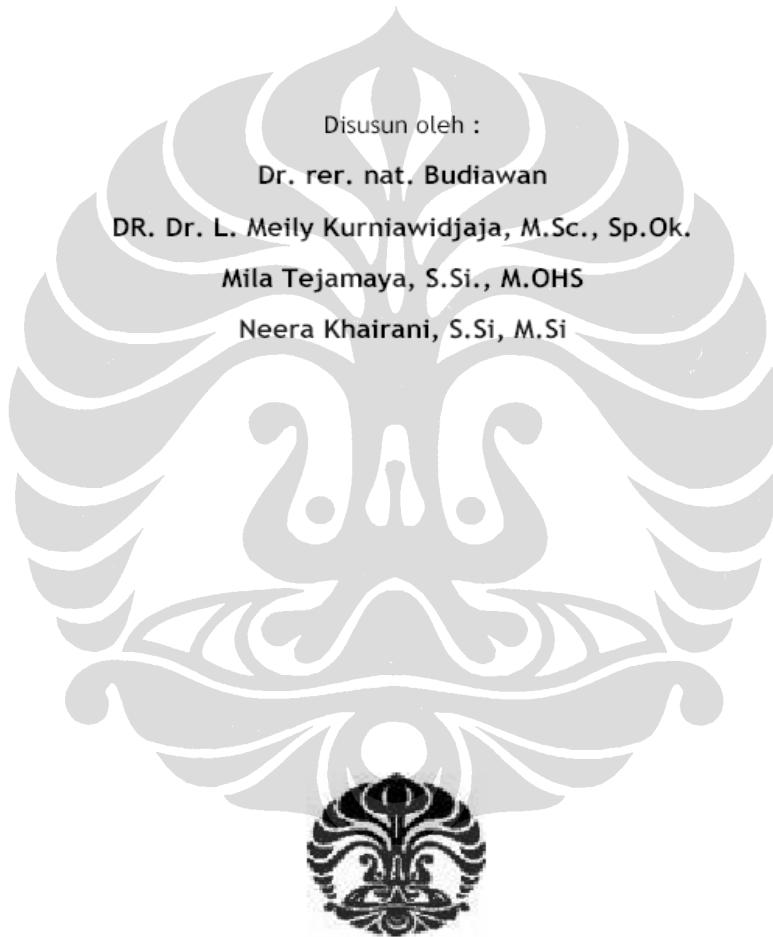 Disusun oleh :
Dr. rer. nat. Budiawan
DR. Dr. L. Meily Kurniawidjaja, M.Sc., Sp.Ok.
Mila Tejamaya, S.Si., M.OHS
Neera Khairani, S.Si, M.Si